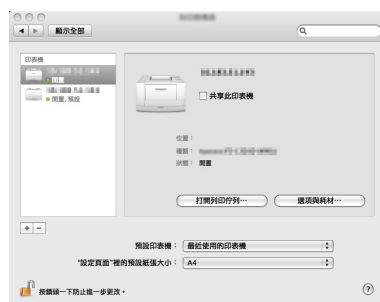 顯示全部
印表機
閒置, 預設
共享此印表機
位置：
種類：
狀態： 閒置
打開列印佇列⋯
選項與耗材⋯
+ −
預設印表機： 最近使用的印表機
"設定頁面"裡的預設紙張大小： A4
按鎖頭一下防止進一步更改。
?